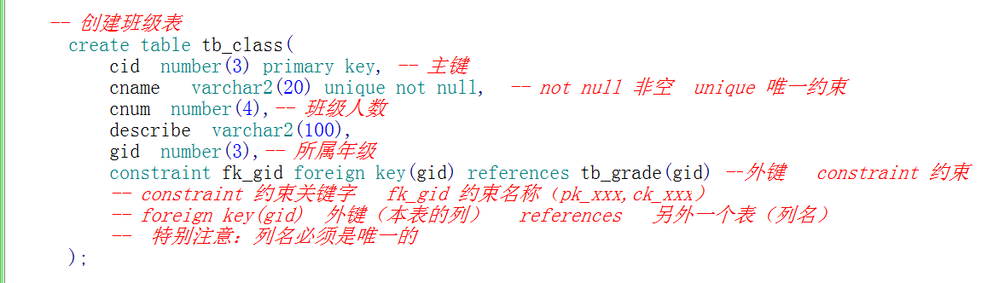 -- 创建班级表
create table tb_class(
cid number(3) primary key, -- 主键
cname varchar2(20) unique not null, -- not null 非空 unique 唯一约束
cnum number(4),-- 班级人数
describe varchar2(100),
gid number(3),-- 所属年级
constraint fk_gid foreign key(gid) references tb_grade(gid) --外键 constraint 约束
-- constraint 约束关键字 fk_gid 约束名称（pk_xxx,ck_xxx）
-- foreign key(gid) 外键（本表的列） references 另外一个表（列名）
-- 特别注意：列名必须是唯一的
);